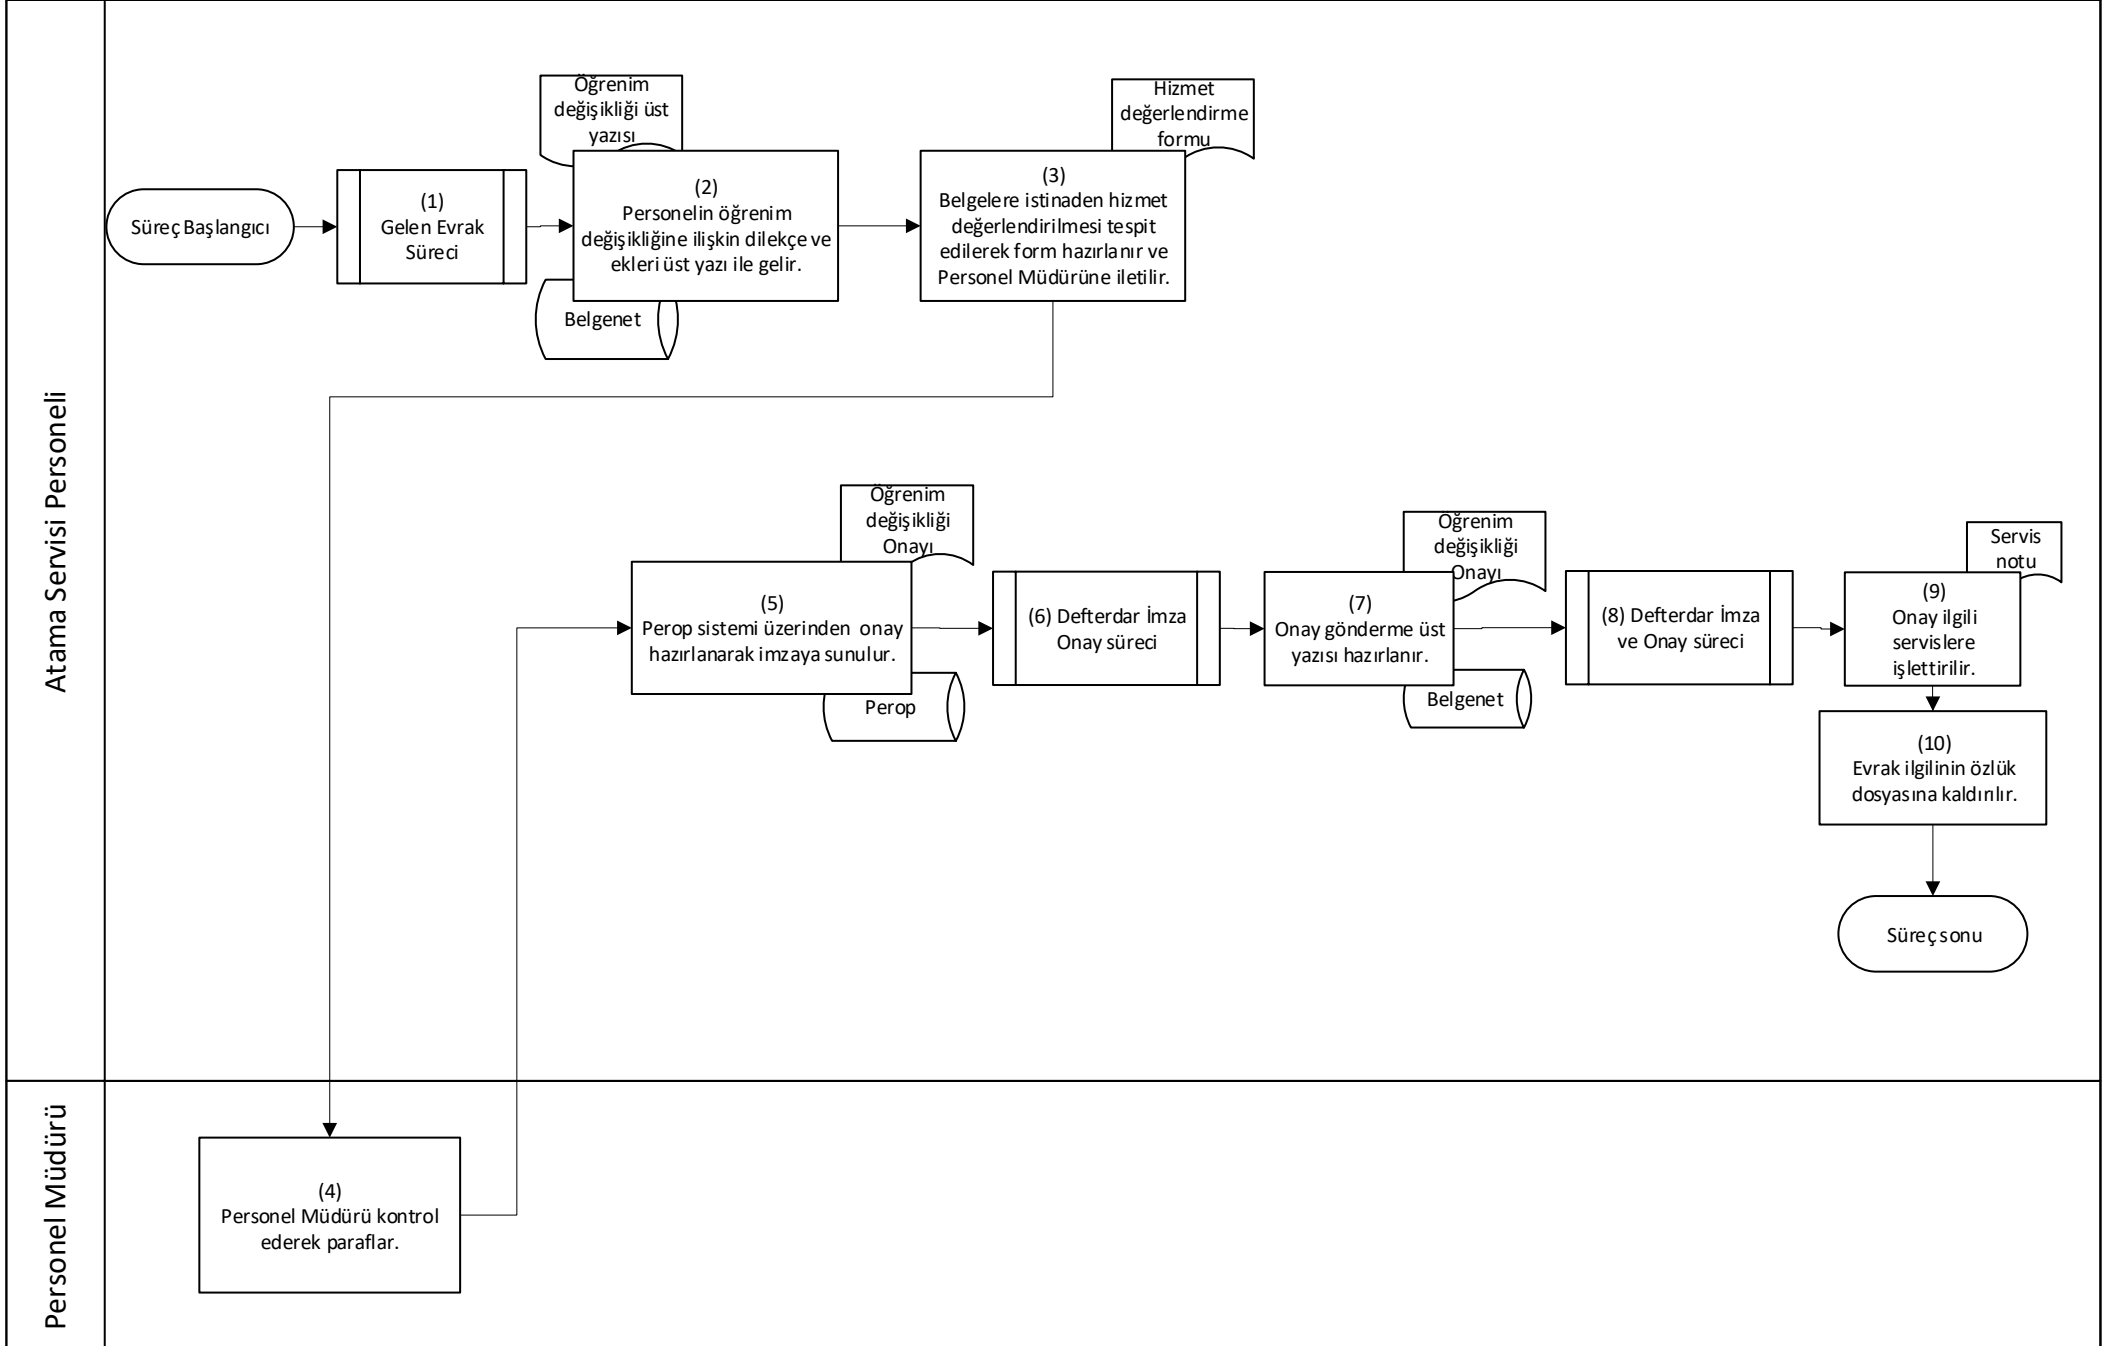 Atama Servisi Personeli
Süreç Başlangıcı
(1)
Gelen Evrak
Süreci
Öğrenim
değişikliği üst
yazısı
(2)
Personelin öğrenim
değişikliğine ilişkin dilekçe ve
ekleri üst yazı ile gelir.
Belgenet
Hizmet
değerlendirme
formu
(3)
Belgelere istinaden hizmet
değerlendirilmesi tespit
edilerek form hazırlanır ve
Personel Müdürüne iletilir.
Öğrenim
değişikliği
Onayı
(5)
Perop sistemi üzerinden onay
hazırlanarak imzaya sunulur.
Perop
(6) Defterdar İmza
Onay süreci
Öğrenim
değişikliği
Onayı
(7)
Onay gönderme üst
yazısı hazırlanır.
Belgenet
(8) Defterdar İmza
ve Onay süreci
Servis
notu
(9)
Onay ilgili
servislere
işlettirilir.
(10)
Evrak ilgilinin özlük
dosyasına kaldırılır.
Süreç sonu
Personel Müdürü
(4)
Personel Müdürü kontrol
ederek paraflar.